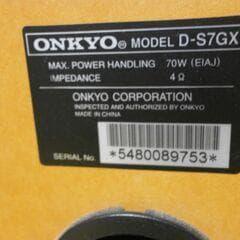 ONKYO® MODEL D-S7GX
MAX. POWER HANDLING 70W (EIAJ)
IMPEDANCE 4Ω
ONKYO CORPORATION
INSPECTED AND AUTHORIZED BY ONKYO
MADE IN CHINA
SERIAL No. *5480089753*